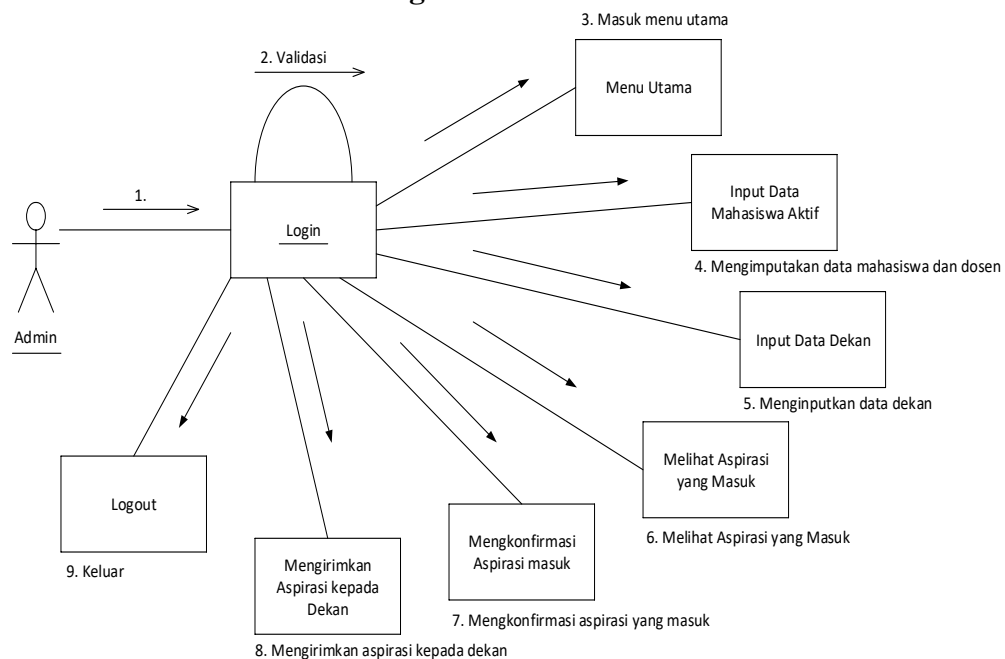 3. Masuk menu utama
2. Validasi
Menu Utama
1.
Input Data
Mahasiswa Aktif
Login
4. Mengimputakan data mahasiswa dan dosen
Admin
Input Data Dekan
5. Menginputkan data dekan
Melihat Aspirasi
yang Masuk
6. Melihat Aspirasi yang Masuk
Logout
9. Keluar
Mengkonfirmasi
Aspirasi masuk
7. Mengkonfirmasi aspirasi yang masuk
Mengirimkan
Aspirasi kepada
Dekan
8. Mengirimkan aspirasi kepada dekan